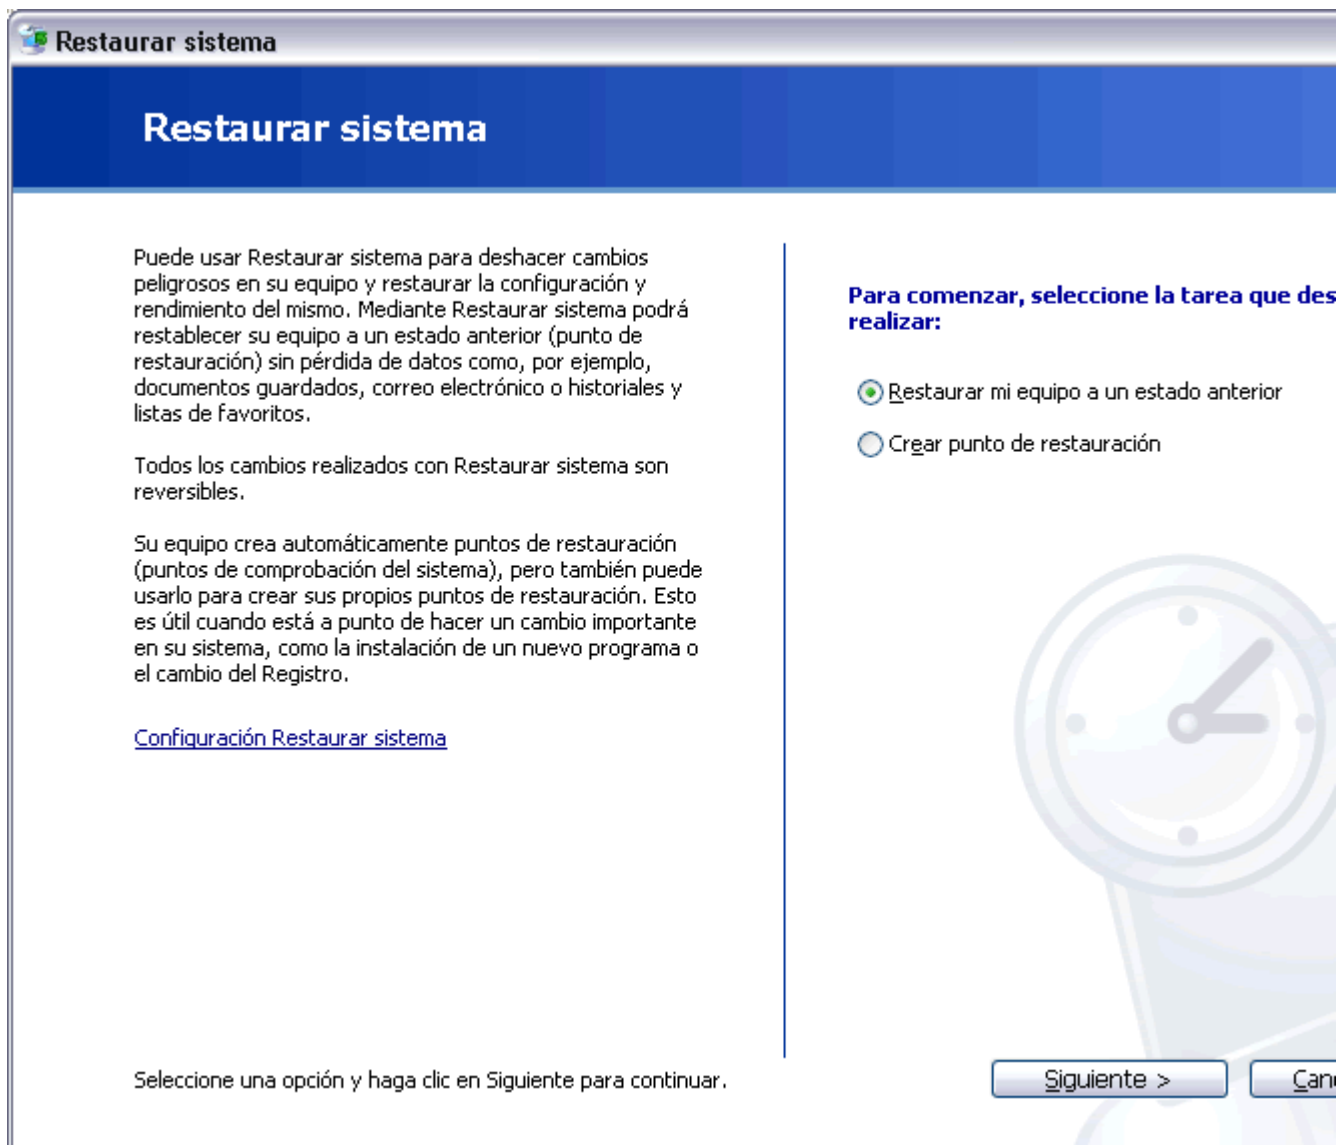 Restaurar sistema
Restaurar sistema
Puede usar Restaurar sistema para deshacer cambios
peligrosos en su equipo y restaurar la configuración y
rendimiento del mismo. Mediante Restaurar sistema podrá
restablecer su equipo a un estado anterior (punto de
restauración) sin pérdida de datos como, por ejemplo,
documentos guardados, correo electrónico o historiales y
listas de favoritos.
Todos los cambios realizados con Restaurar sistema son
reversibles.
Su equipo crea automáticamente puntos de restauración
(puntos de comprobación del sistema), pero también puede
usarlo para crear sus propios puntos de restauración. Esto
es útil cuando está a punto de hacer un cambio importante
en su sistema, como la instalación de un nuevo programa o
el cambio del Registro.
Configuración Restaurar sistema
Para comenzar, seleccione la tarea que des
realizar:
Restaurar mi equipo a un estado anterior
Crear punto de restauración
Seleccione una opción y haga clic en Siguiente para continuar.
Siguiente >
Can